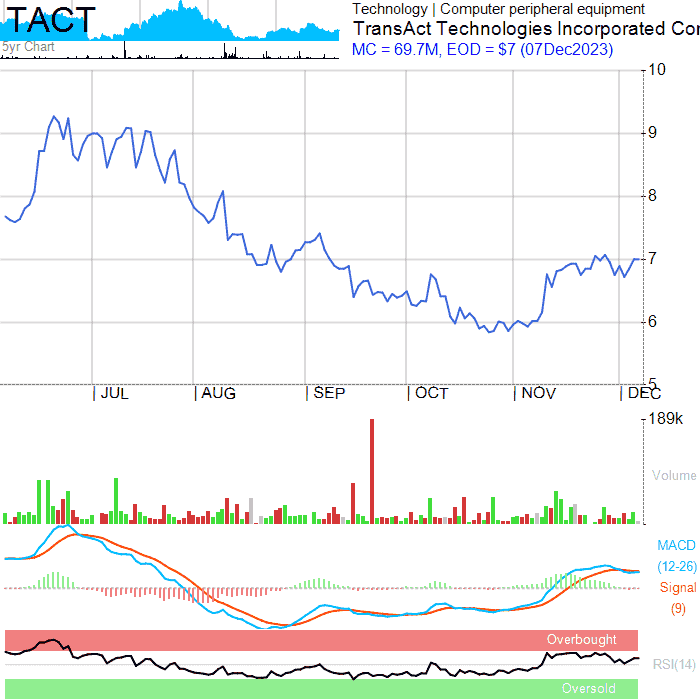 TACT
5yr Chart
Technology | Computer peripheral equipment
TransAct Technologies Incorporated Cor
MC = 69.7M, EOD = $7 (07Dec2023)
10
9
8
7
6
5
JUL AUG SEP OCT NOV DEC
189k
Volume
MACD
(12-26)
Signal
(9)
Overbought
RSI(14)
Oversold